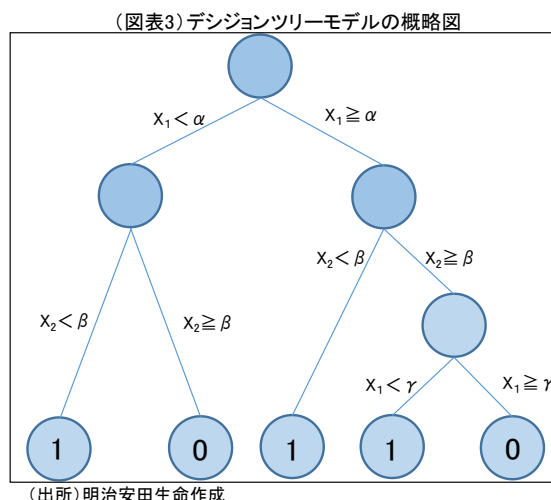 (図表3)デシジョンツリーモデルの概略図
X₁<α
X₁≧α
X₂<β
X₂≧β
X₂<β
X₂≧β
X₁<γ
X₁≧γ
1
0
1
1
0
(出所)明治安田生命作成